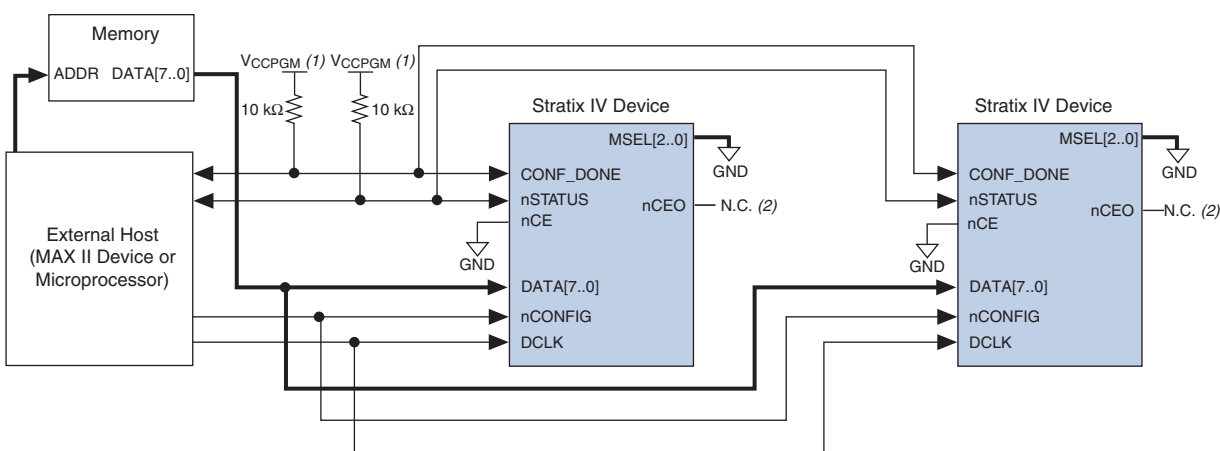 Memory
ADDR DATA[7..0]
VCCPGM (1) VCCPGM (1)
10 kΩ
10 kΩ
External Host
(MAX II Device or
Microprocessor)
Stratix IV Device
MSEL[2..0]
GND
CONF_DONE
nSTATUS
nCE
nCEO
N.C. (2)
GND
DATA[7..0]
nCONFIG
DCLK
Stratix IV Device
MSEL[2..0]
GND
CONF_DONE
nSTATUS
nCE
nCEO
N.C. (2)
GND
DATA[7..0]
nCONFIG
DCLK